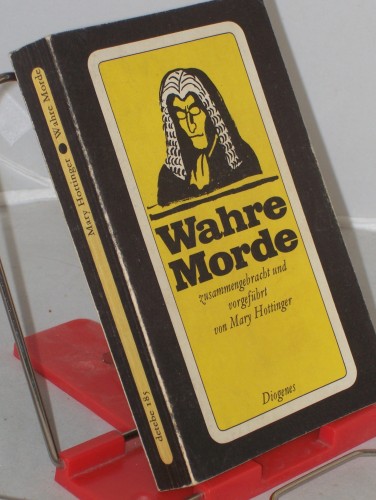 Wahre
Morde
zusammengebracht und
vorgeführt
von Mary Hottinger
Diogenes
Mary Hottinger ● Wahre Morde
detebe 185